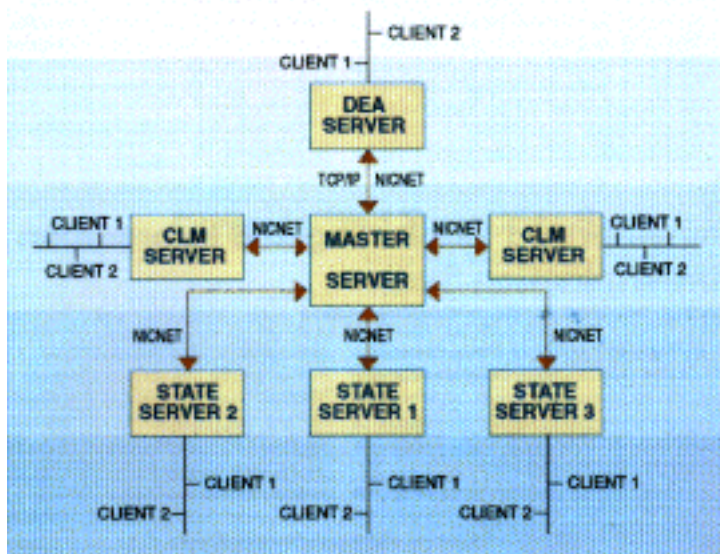 CLIENT 2
CLIENT 1
DEA
SERVER
TCP/IP NICNET
CLIENT 1
CLIENT 2
CLM
SERVER
NICNET
MASTER
SERVER
NICNET
CLM
SERVER
CLIENT 1
CLIENT 2
NICNET
NICNET
NICNET
STATE
SERVER 2
STATE
SERVER 1
STATE
SERVER 3
CLIENT 1
CLIENT 2
CLIENT 1
CLIENT 2
CLIENT 1
CLIENT 2